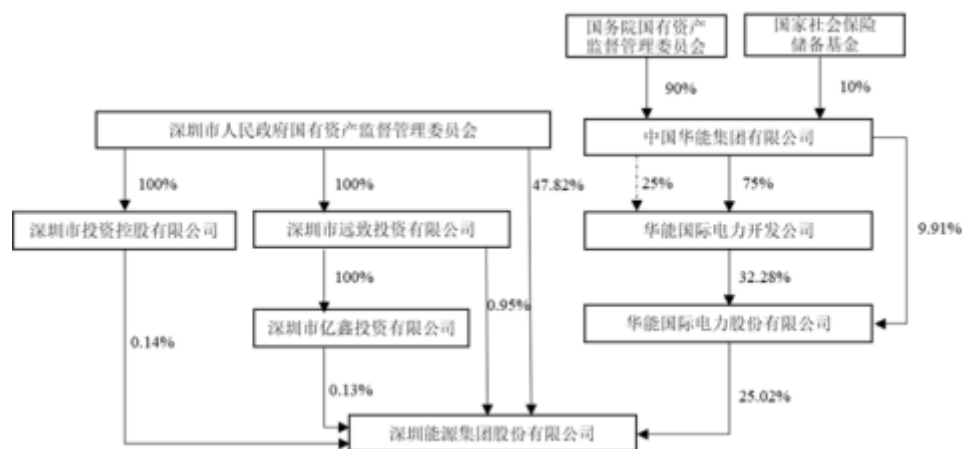 国务院国有资产
监督管理委员会
国家社会保险
储备基金
90%
10%
深圳市人民政府国有资产监督管理委员会
中国华能集团有限公司
100%
100%
47.82%
25%
75%
9.91%
深圳市投资控股有限公司
深圳市远致投资有限公司
华能国际电力开发公司
100%
0.95%
32.28%
深圳市亿鑫投资有限公司
华能国际电力股份有限公司
0.14%
0.13%
25.02%
深圳能源集团股份有限公司